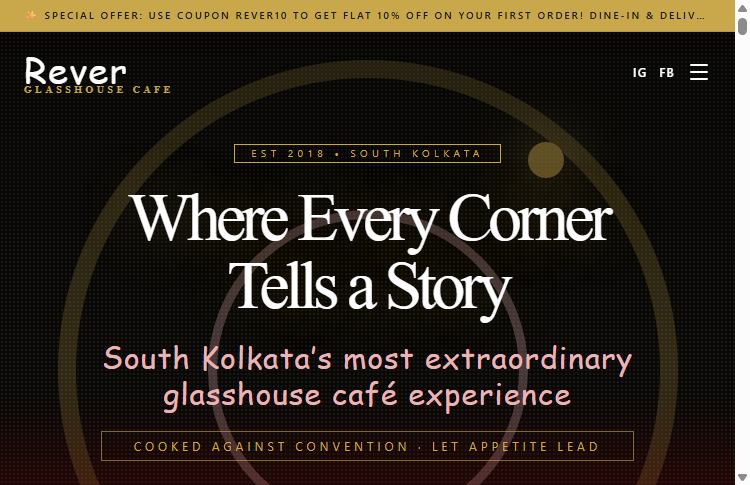 ✨ SPECIAL OFFER: USE COUPON REVER10 TO GET FLAT 10% OFF ON YOUR FIRST ORDER! DINE-IN & DELIV...
Rever
GLASSHOUSE CAFE
IG FB
EST 2018 • SOUTH KOLKATA
Where Every Corner
Tells a Story
South Kolkata's most extraordinary
glasshouse café experience
COOKED AGAINST CONVENTION · LET APPETITE LEAD